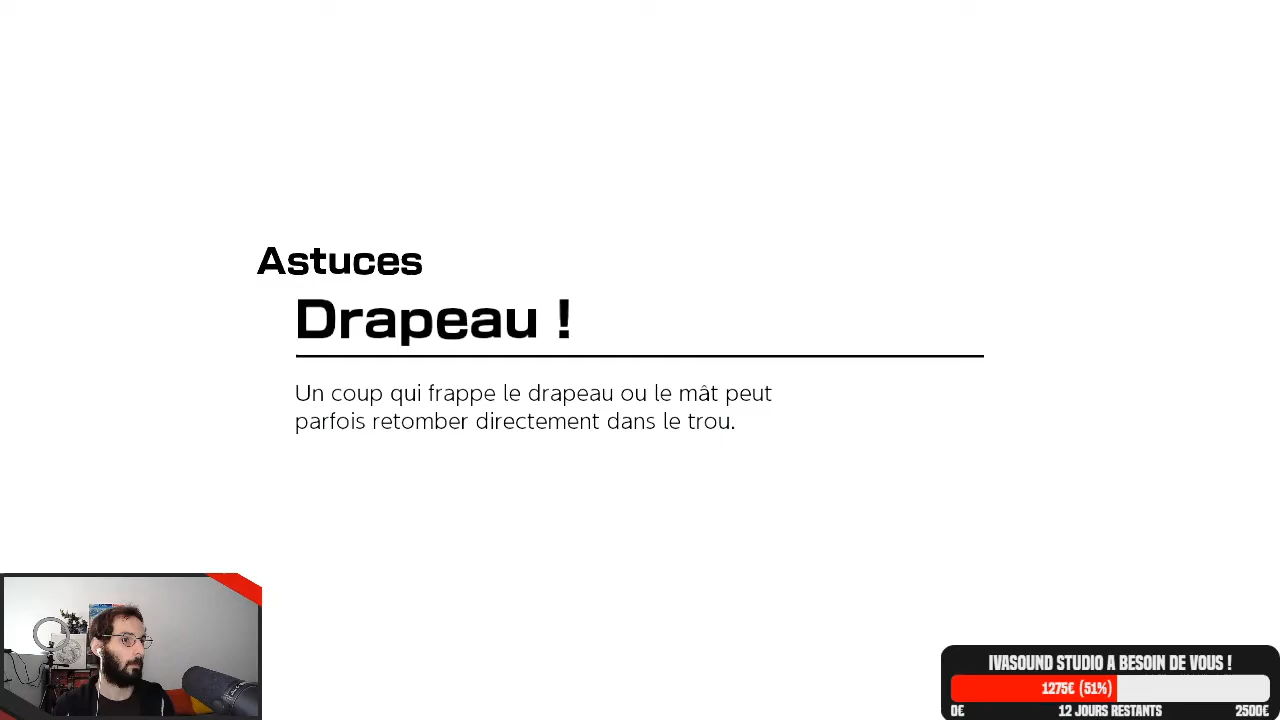 Astuces
Drapeau !
Un coup qui frappe le drapeau ou le mât peut
parfois retomber directement dans le trou.
IVASOUND STUDIO A BESOIN DE VOUS !
1275€ (51%)
0€ 12 JOURS RESTANTS 2500€